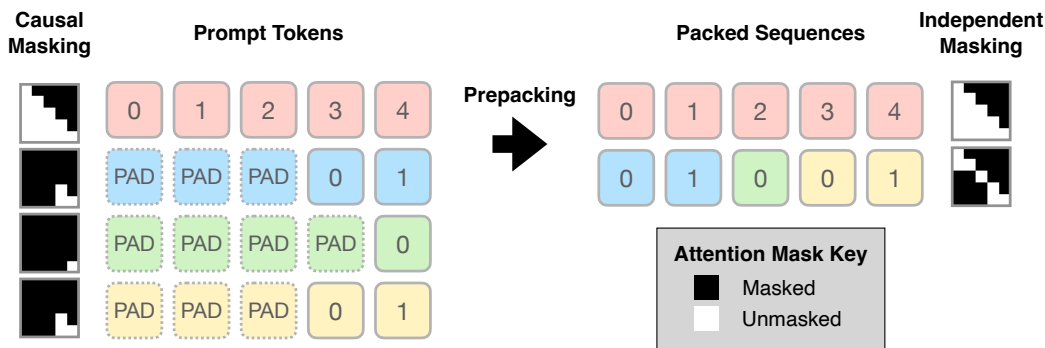 Causal
Masking
Prompt Tokens
Packed Sequences
Independent
Masking
0 1 2 3 4
Prepacking
0 1 2 3 4
PAD PAD PAD 0 1
0 1 0 0 1
PAD PAD PAD PAD 0
PAD PAD PAD 0 1
Attention Mask Key
Masked
Unmasked